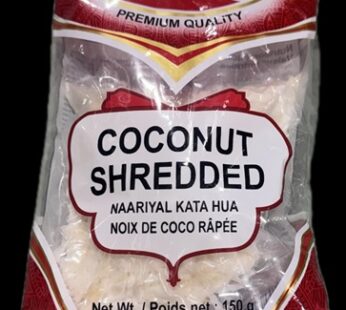 PREMIUM QUALITY
COCONUT
SHREDDED
NAARIYAL KATA HUA
NOIX DE COCO RÂPÉE
Net Wt. / Poids net : 150 g